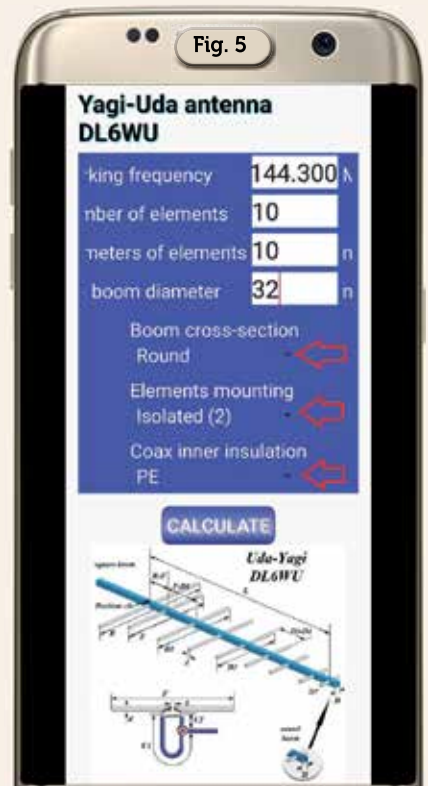 Fig. 5
Yagi-Uda antenna
DL6WU
king frequency 144.300
nber of elements 10
neters of elements 10 n
boom diameter 32 n
Boom cross-section
Round
Elements mounting
Isolated (2)
Coax inner insulation
PE
CALCULATE
Uda-Yagi
DL6WU
L